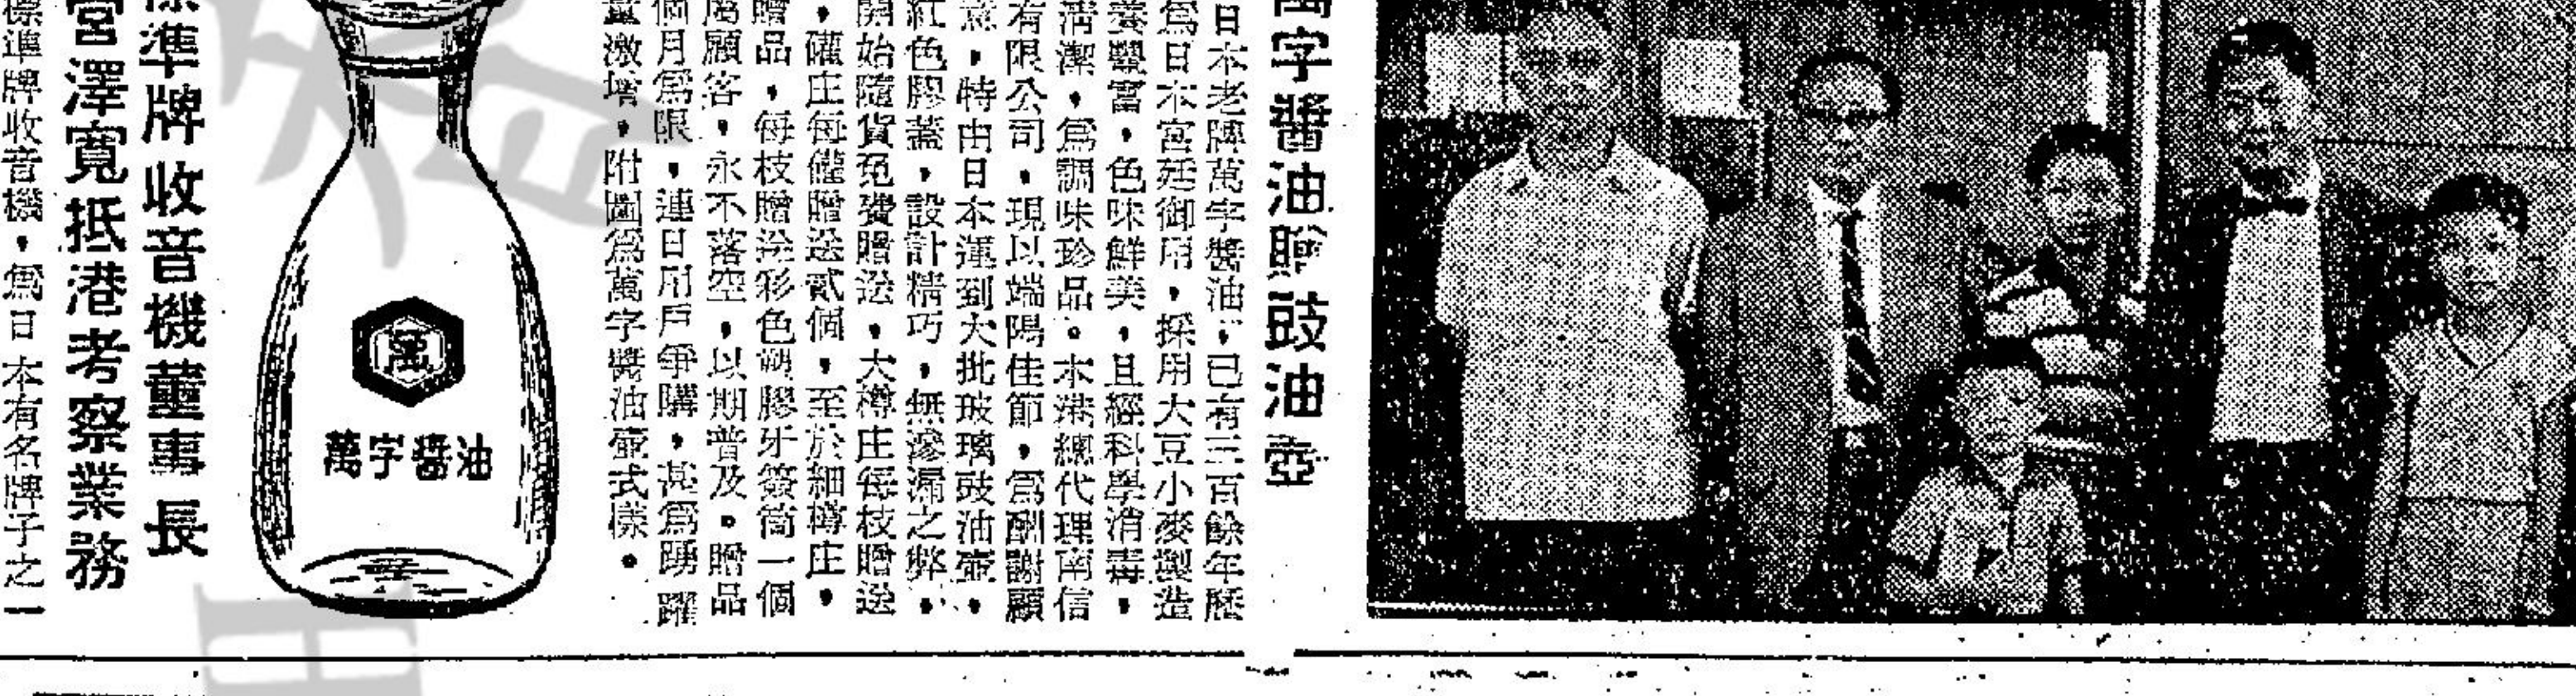 萬字醬油贈豉油壺
日本老牌萬字醬油，已有三百餘年歷
為日本宮廷御用，採用大豆小麥製造
養豐富，色味鮮美，且經科學消毒，
清潔，為調味珍品。本港總代理南信
有限公司，現以端陽佳節，為酬謝顧
意，特由日本運到大批玻璃豉油壺，
紅色膠蓋，設計精巧，無滲漏之弊，
開始隨貨免費贈送，大樽庄每枝贈送
，罐庄每罐贈送貳個，至於細樽庄，
贈品，每枝贈送彩色塑膠牙簽筒一個
顧客，永不落空，以期普及。贈品
個月為限，連日用戶爭購，甚為踴躍
量激增，附圖為萬字醬油壺式樣。
萬
萬字醬油
標準牌收音機董事長
宮澤寬抵港考察業務
標準牌收音機，為日本有名牌子之一